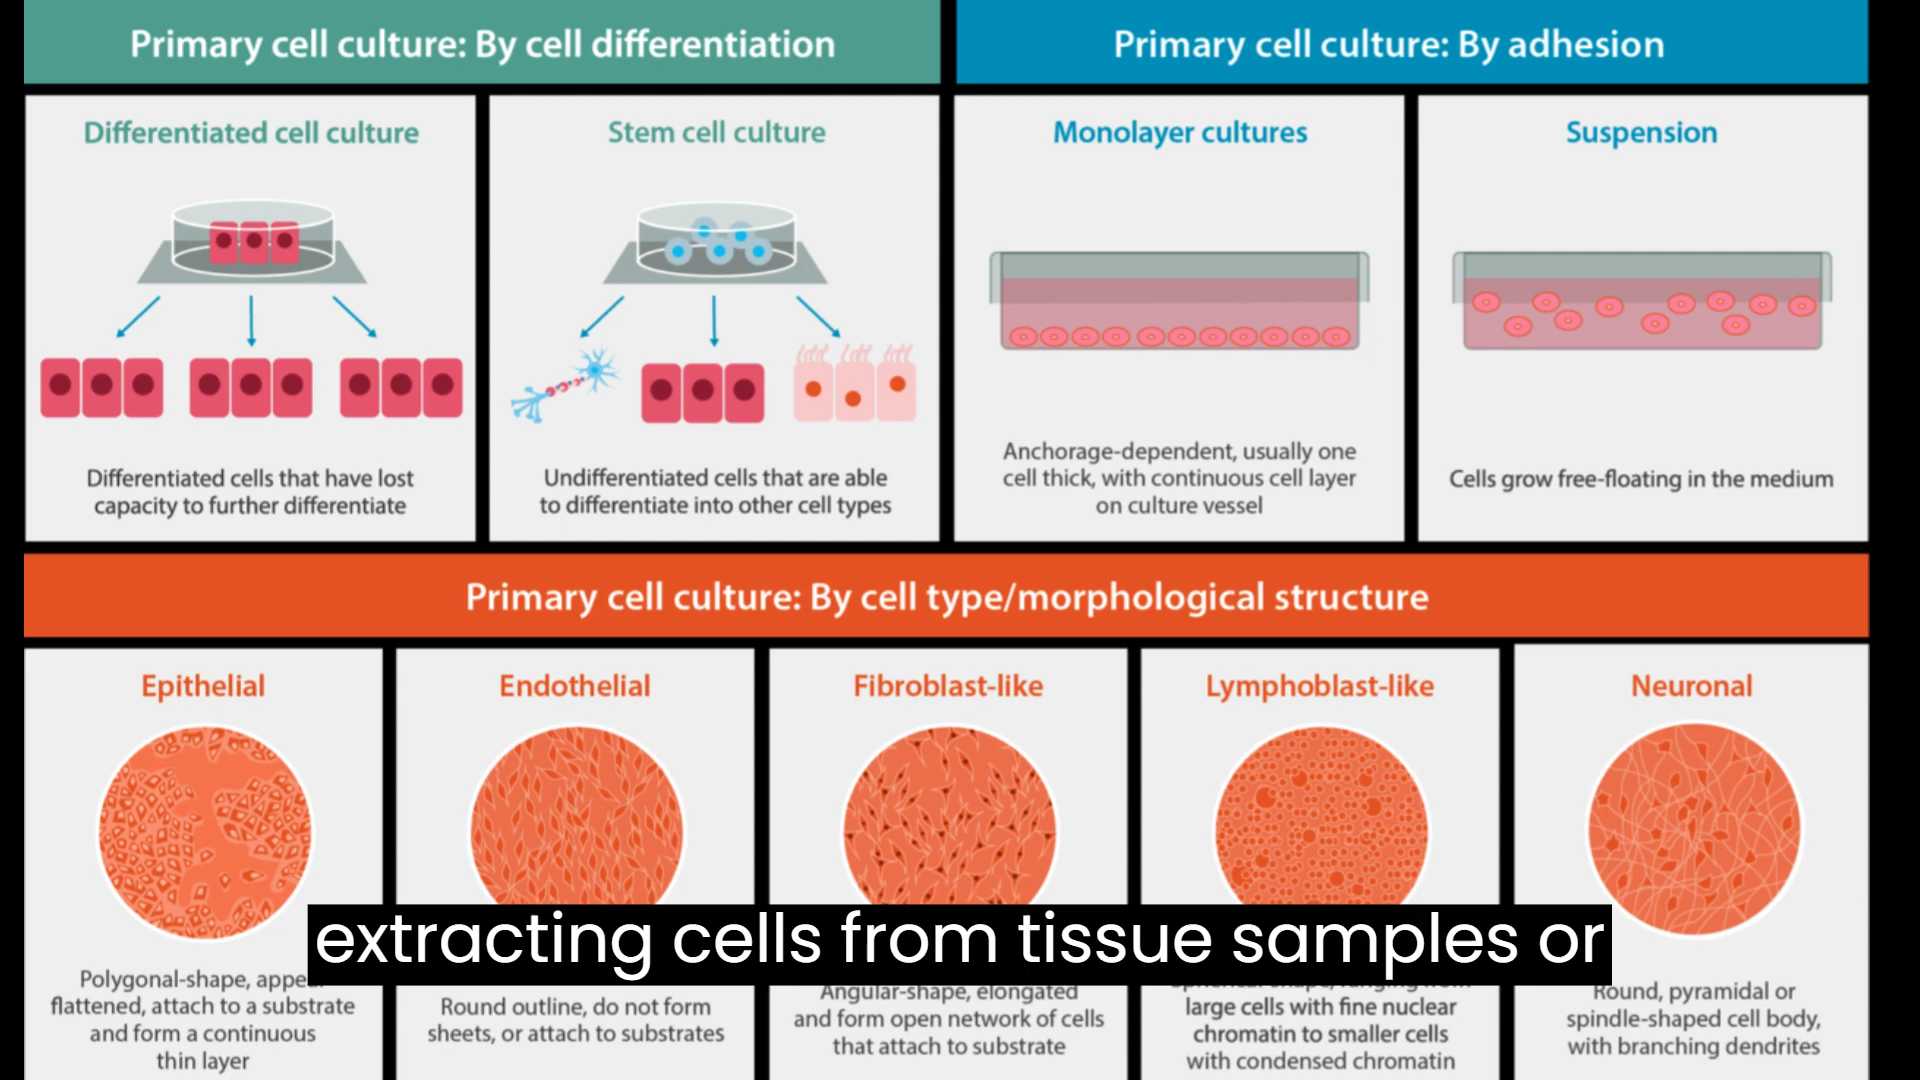 Primary cell culture: By cell differentiation
Primary cell culture: By adhesion
Differentiated cell culture
Differentiated cells that have lost
capacity to further differentiate
Stem cell culture
Undifferentiated cells that are able
to differentiate into other cell types
Monolayer cultures
Anchorage-dependent, usually one
cell thick, with continuous cell layer
on culture vessel
Suspension
Cells grow free-floating in the medium
Primary cell culture: By cell type/morphological structure
Epithelial
Polygonal-shape,
flattened, attach to a substrate
and form a continuous
thin layer
Endothelial
Round outline, do not form
sheets, or attach to substrates
Fibroblast-like
Angular-shape, elongated
and form open network of cells
that attach to substrate
Lymphoblast-like
large cells with fine nuclear
chromatin to smaller cells
with condensed chromatin
Neuronal
Round, pyramidal or
spindle-shaped cell body,
with branching dendrites
extracting cells from tissue samples or